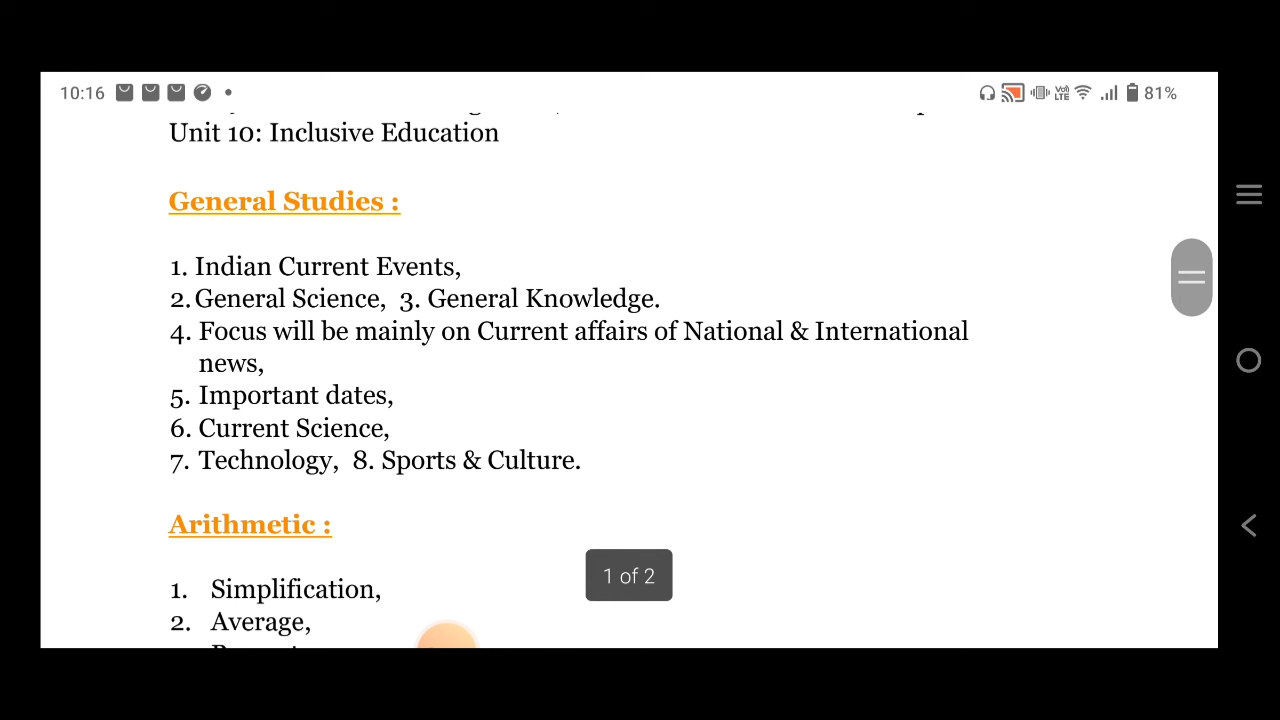 10:16
81%
Unit 10: Inclusive Education
General Studies :
1. Indian Current Events,
2. General Science, 3. General Knowledge.
4. Focus will be mainly on Current affairs of National & International
news,
5. Important dates,
6. Current Science,
7. Technology, 8. Sports & Culture.
Arithmetic :
1. Simplification,
1 of 2
2. Average,